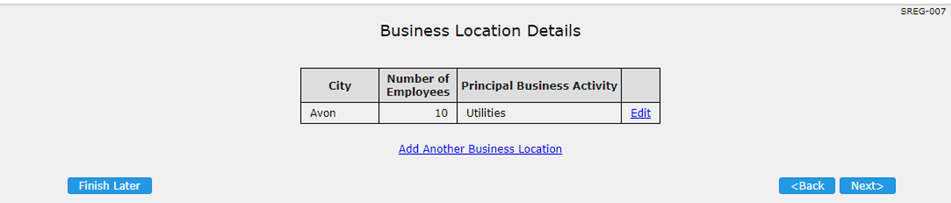 SREG-007
Business Location Details
City
Number of
Employees
Principal Business Activity
Avon 10 Utilities Edit
Add Another Business Location
Finish Later <Back Next>